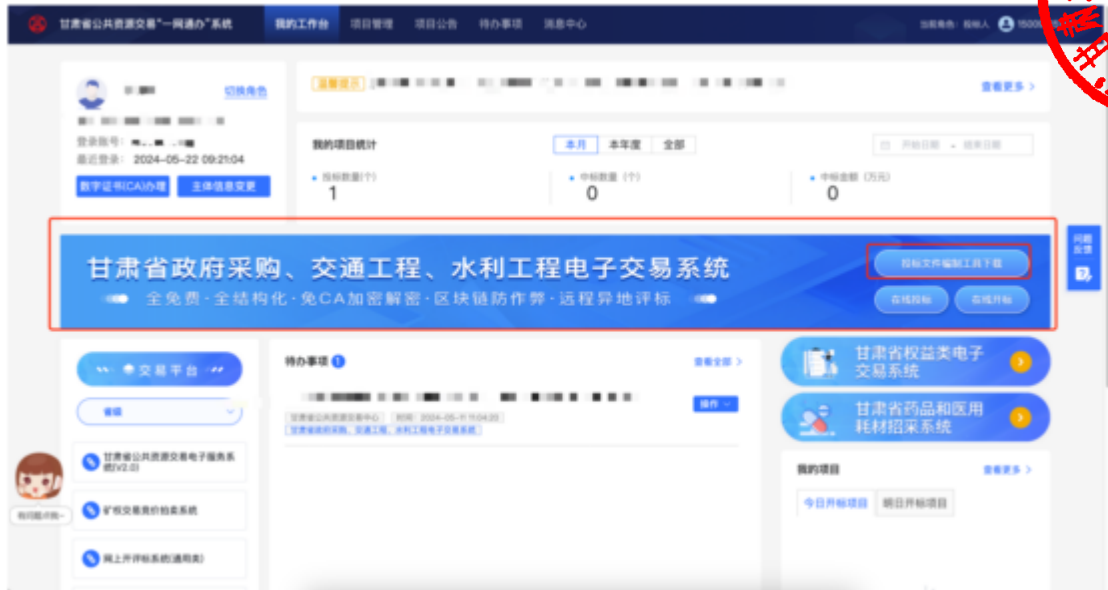 甘肃省公共资源交易“一网通办”系统 我的工作台 项目管理 项目公告 待办事项 消息中心 当前角色：投标人
切换角色
温馨提示
查看更多 >
登录账号：
最近登录： 2024-05-22 09:21:04
数字证书(CA)办理 主体信息变更
我的项目统计 本月 本年度 全部 开始日期 - 结束日期
投标数量(个) 中标数量（个） 中标金额（万元）
1 0 0
甘肃省政府采购、交通工程、水利工程电子交易系统
全免费·全结构化·免CA加密解密·区块链防作弊·远程异地评标
投标文件编制工具下载
在线投标 在线开标
问题
反馈
交易平台
省级
甘肃省公共资源交易电子服务系
统(V2.0)
矿权交易竞价拍卖系统
网上开评标系统(通用类)
待办事项 1 查看全部 >
操作
甘肃省公共资源交易中心 时间：2024-05-11 11:04:20
甘肃省政府采购、交通工程、水利工程电子交易系统
甘肃省权益类电子
交易系统
甘肃省药品和医用
耗材招采系统
我的项目 查看更多 >
今日开标项目 明日开标项目